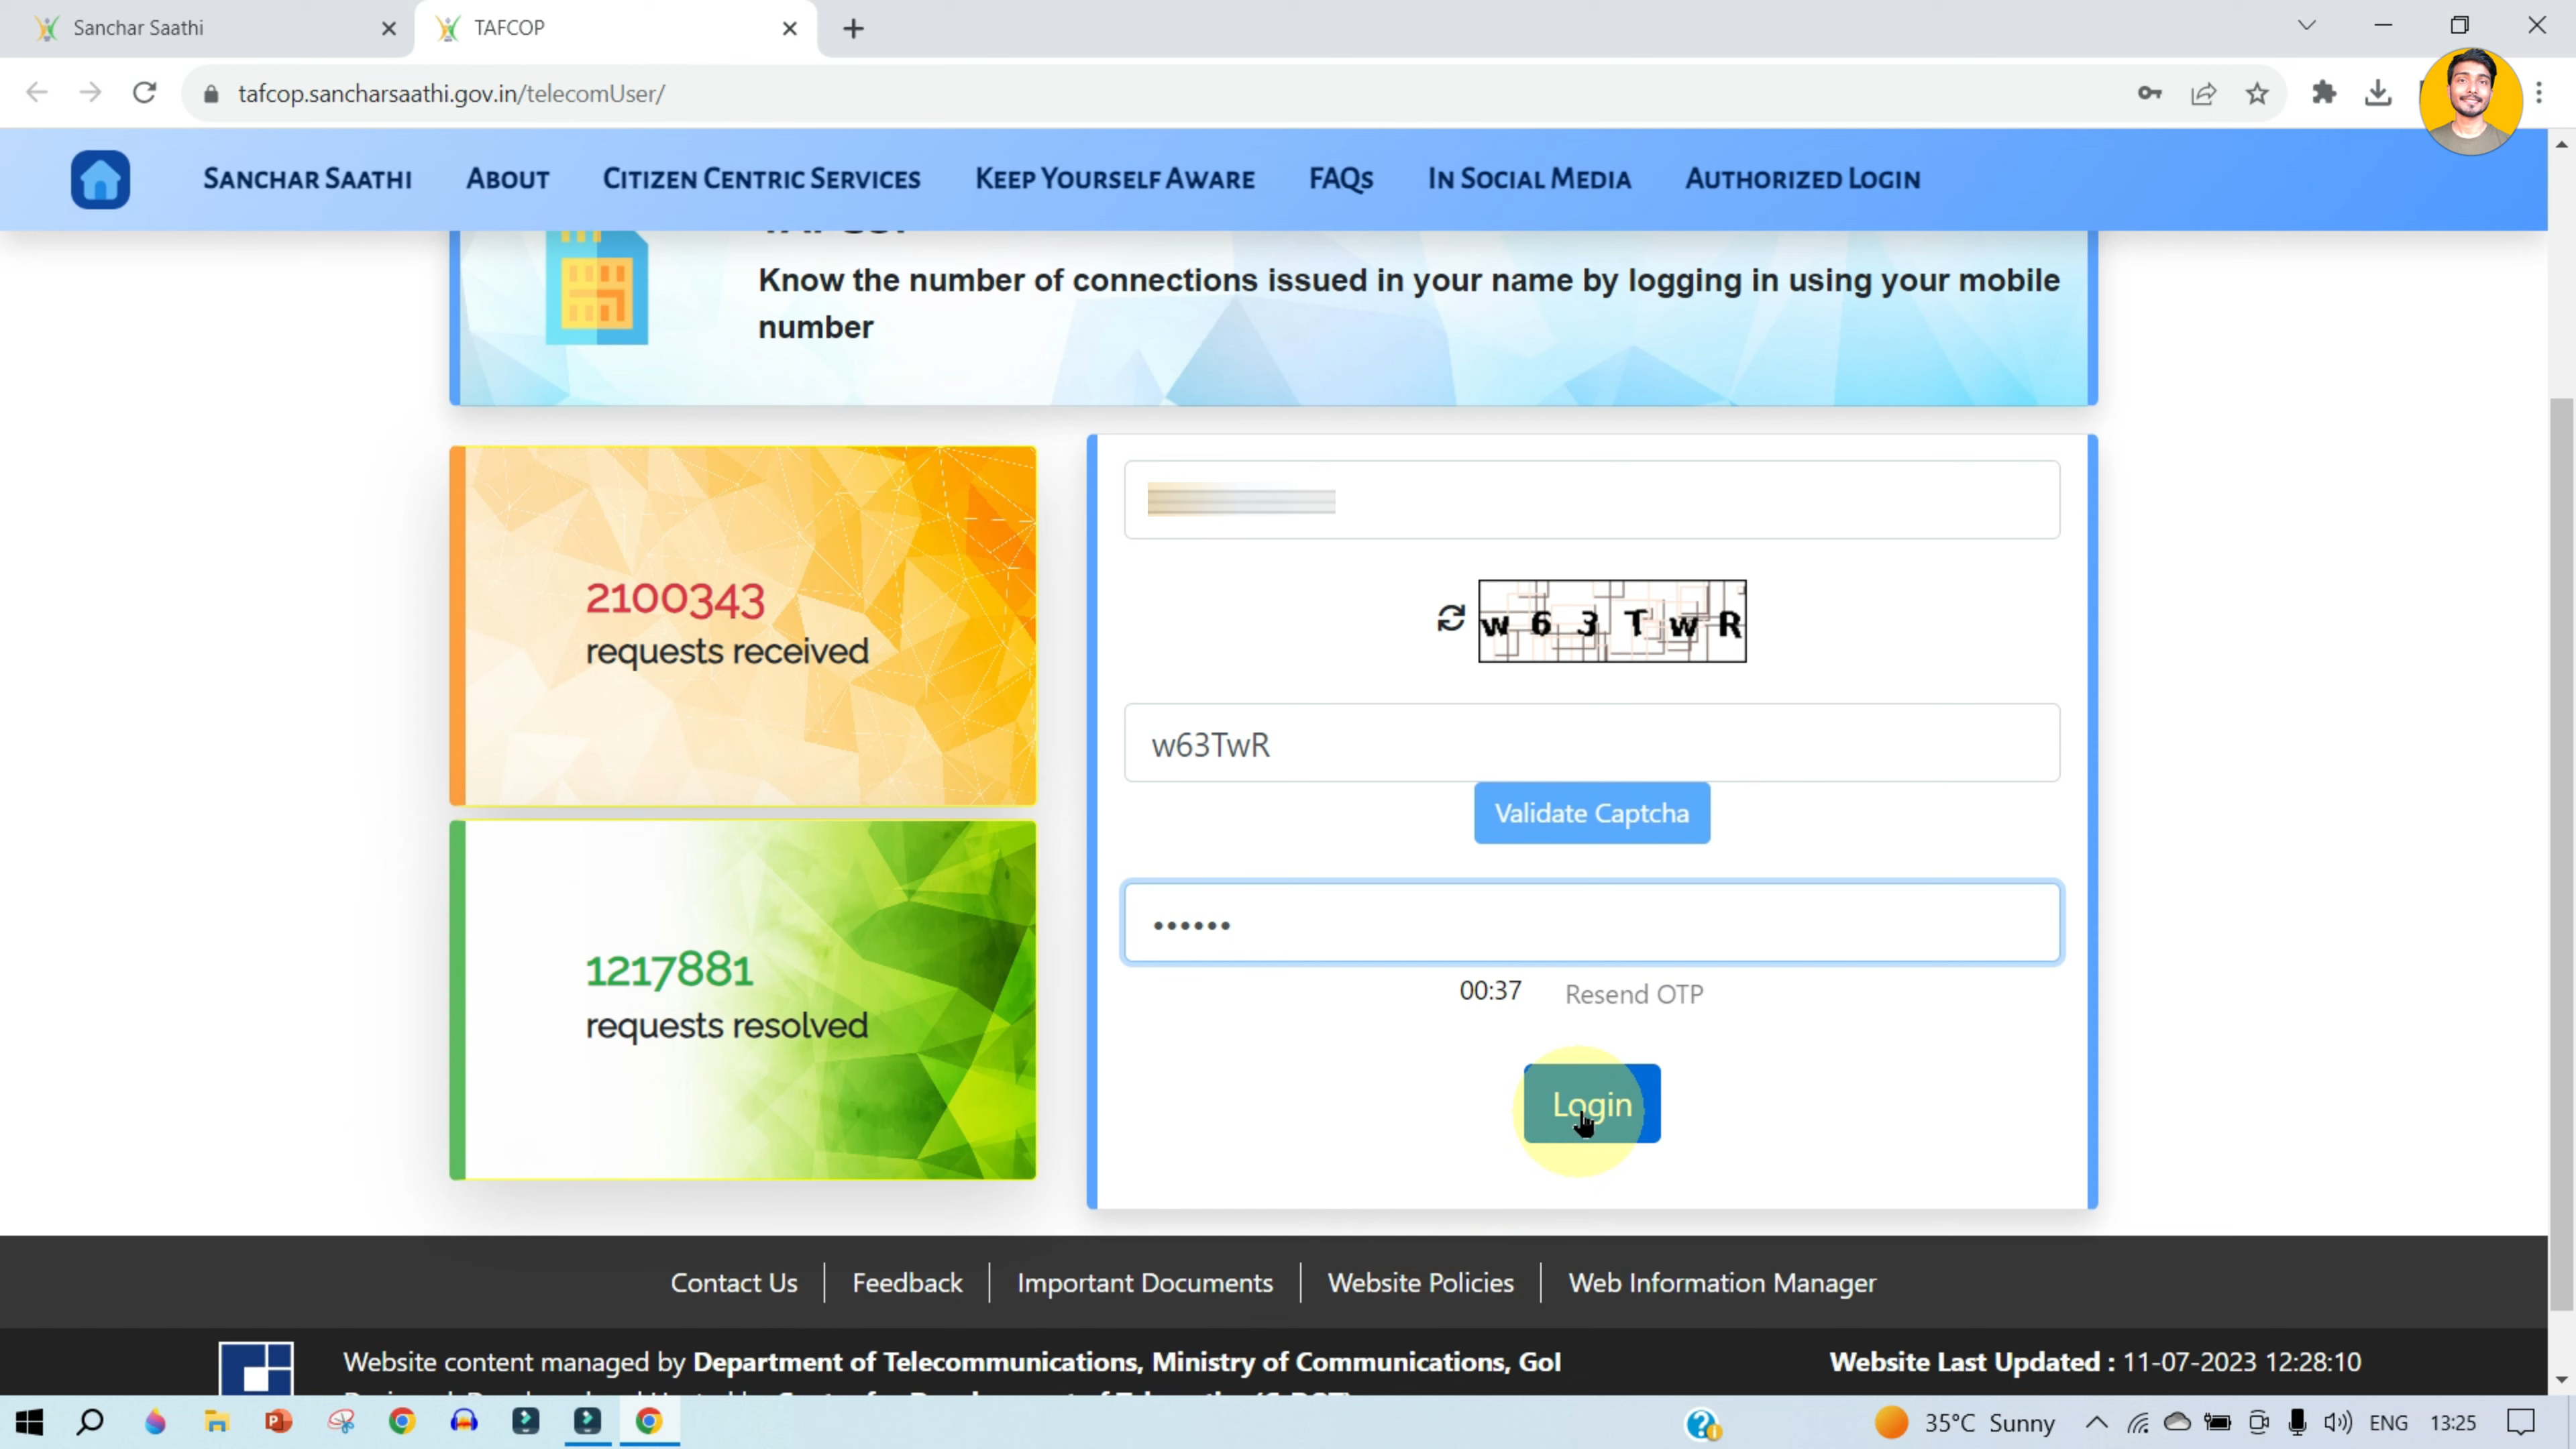 Sanchar Saathi
TAFCOP
tafcop.sancharsaathi.gov.in/telecomUser/
SANCHAR SAATHI
ABOUT
CITIZEN CENTRIC SERVICES
KEEP YOURSELF AWARE
FAQs
IN SOCIAL MEDIA
AUTHORIZED LOGIN
Know the number of connections issued in your name by logging in using your mobile
number
2100343
requests received
1217881
requests resolved
w 6 3 T w R
w63TwR
Validate Captcha
••••••
00:37 Resend OTP
Login
Contact Us
Feedback
Important Documents
Website Policies
Web Information Manager
Website content managed by Department of Telecommunications, Ministry of Communications, GoI
Website Last Updated : 11-07-2023 12:28:10
35°C Sunny
ENG
13:25